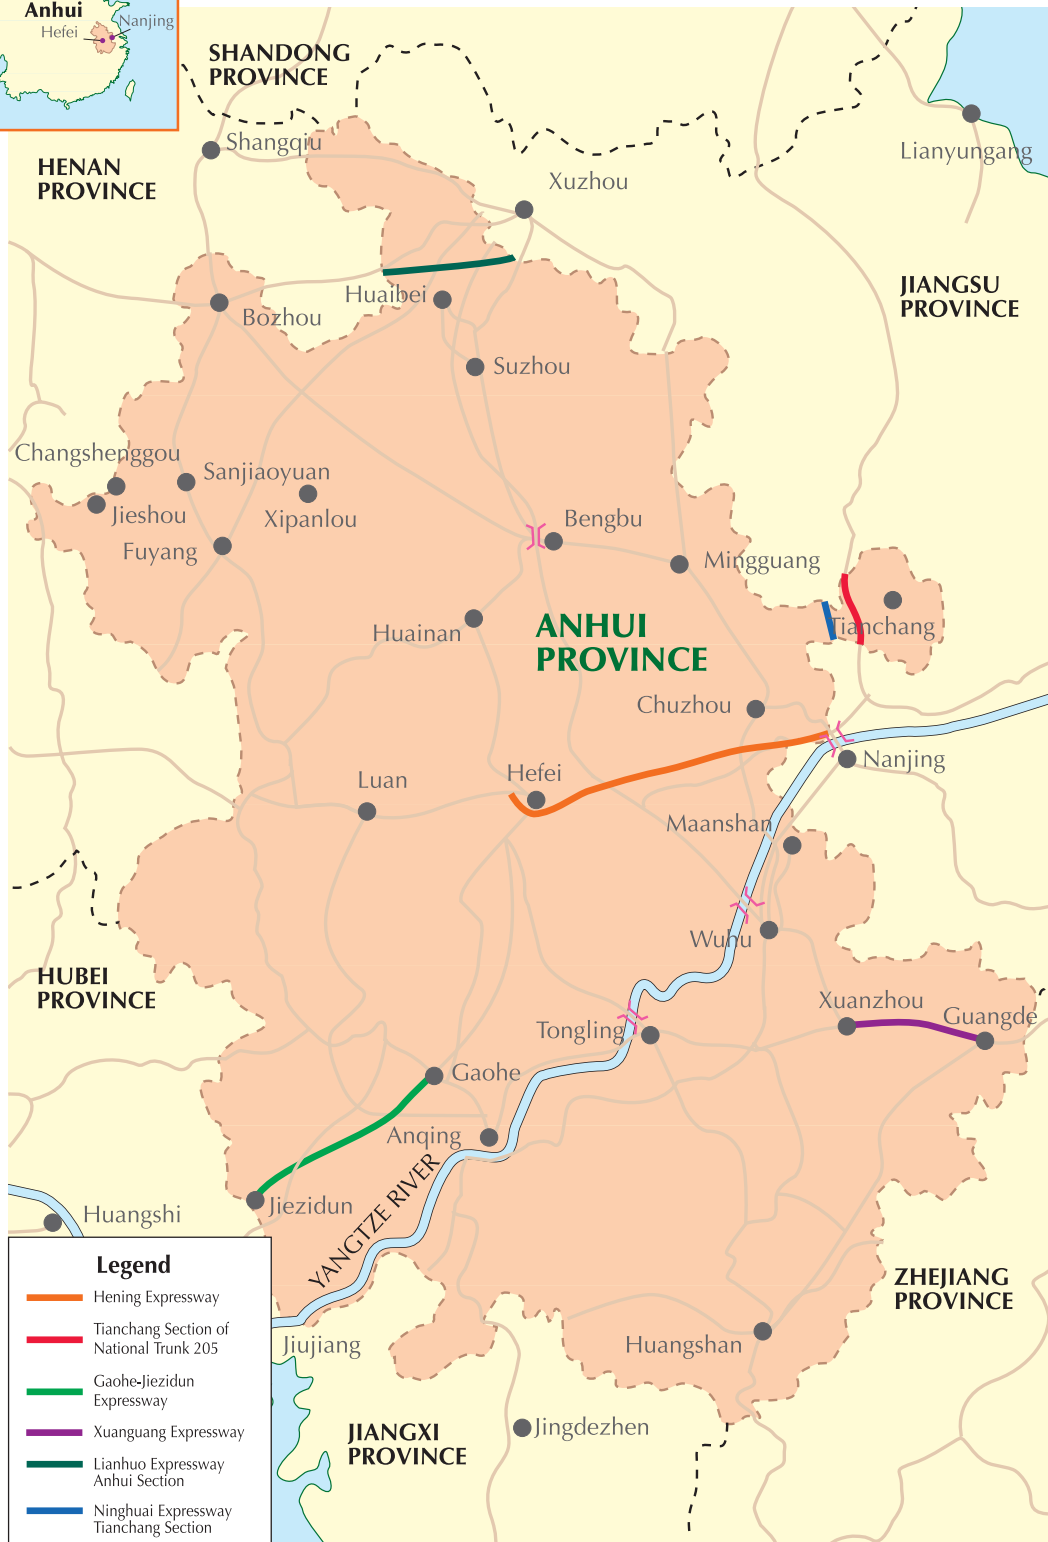 Anhui
Nanjing
Hefei
SHANDONG
PROVINCE
Shangqiu
Lianyungang
HENAN
PROVINCE
Xuzhou
JIANGSU
PROVINCE
Huaibei
Bozhou
Suzhou
Changshenggou
Sanjiaoyuan
Jieshou
Xipanlou
Bengbu
Fuyang
Mingguang
Huainan
ANHUI
PROVINCE
Tianchang
Chuzhou
Nanjing
Luan
Hefei
Maanshan
Wuhu
HUBEI
PROVINCE
Xuanzhou
Guangde
Tongling
Gaohe
Anqing
Jiezidun
YANGTZE RIVER
Huangshi
ZHEJIANG
PROVINCE
Jiujiang
Huangshan
JIANGXI
PROVINCE
Jingdezhen
Legend
Hening Expressway
Tianchang Section of
National Trunk 205
Gaohe-Jiezidun
Expressway
Xuanguang Expressway
Lianhuo Expressway
Anhui Section
Ninghuai Expressway
Tianchang Section